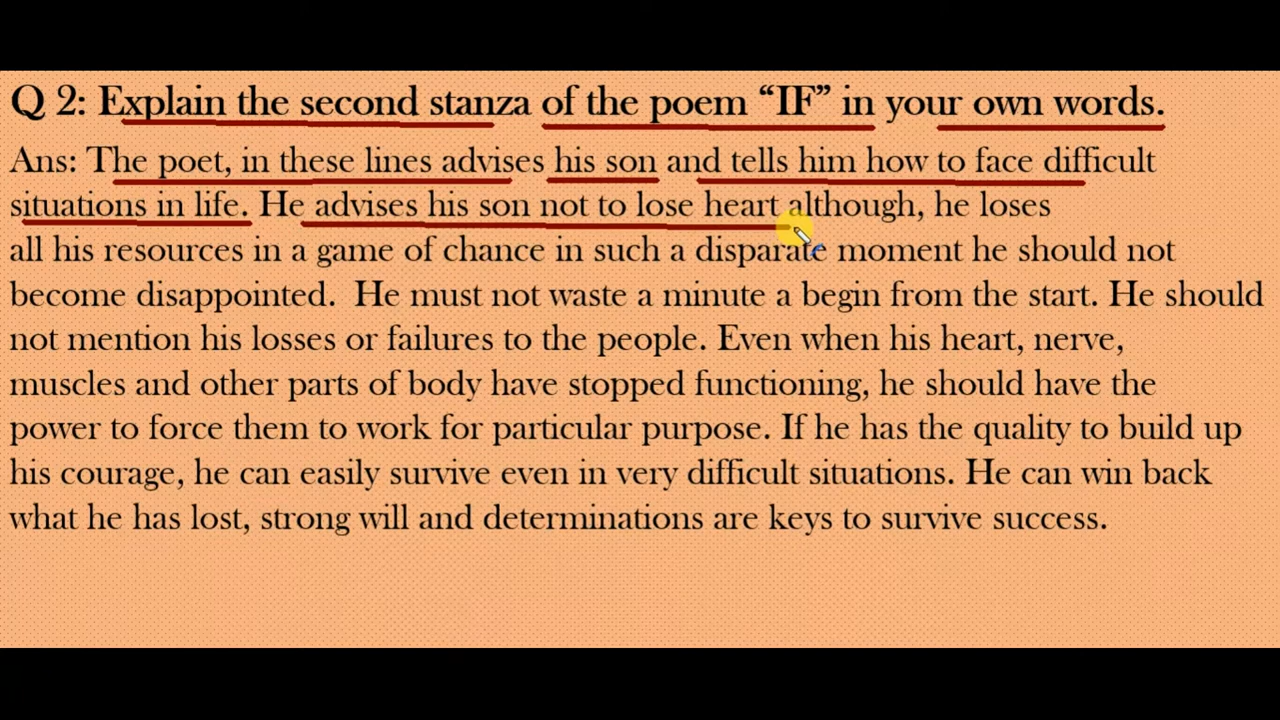 Q 2: Explain the second stanza of the poem “IF” in your own words.
Ans: The poet, in these lines advises his son and tells him how to face difficult
situations in life. He advises his son not to lose heart although, he loses
all his resources in a game of chance in such a disparate moment he should not
become disappointed. He must not waste a minute a begin from the start. He should
not mention his losses or failures to the people. Even when his heart, nerve,
muscles and other parts of body have stopped functioning, he should have the
power to force them to work for particular purpose. If he has the quality to build up
his courage, he can easily survive even in very difficult situations. He can win back
what he has lost, strong will and determinations are keys to survive success.